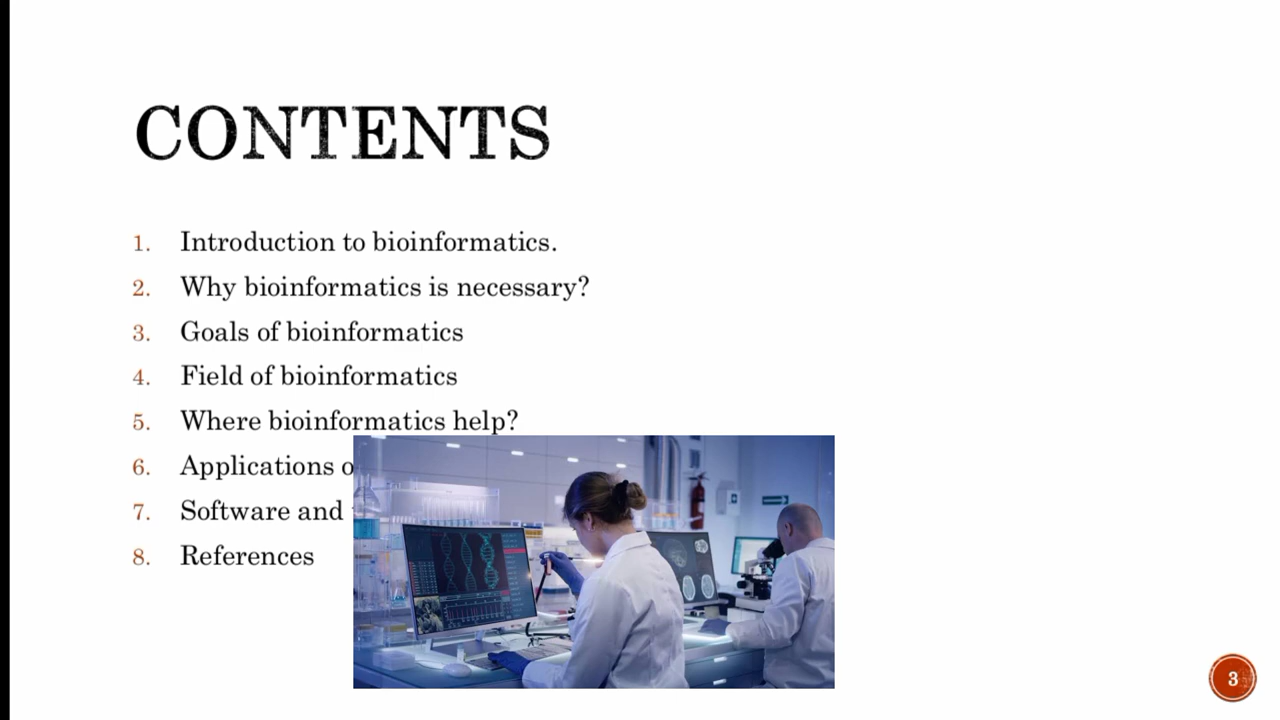 CONTENTS
1. Introduction to bioinformatics.
2. Why bioinformatics is necessary?
3. Goals of bioinformatics
4. Field of bioinformatics
5. Where bioinformatics help?
6. Applications
7. Software and
8. References
3